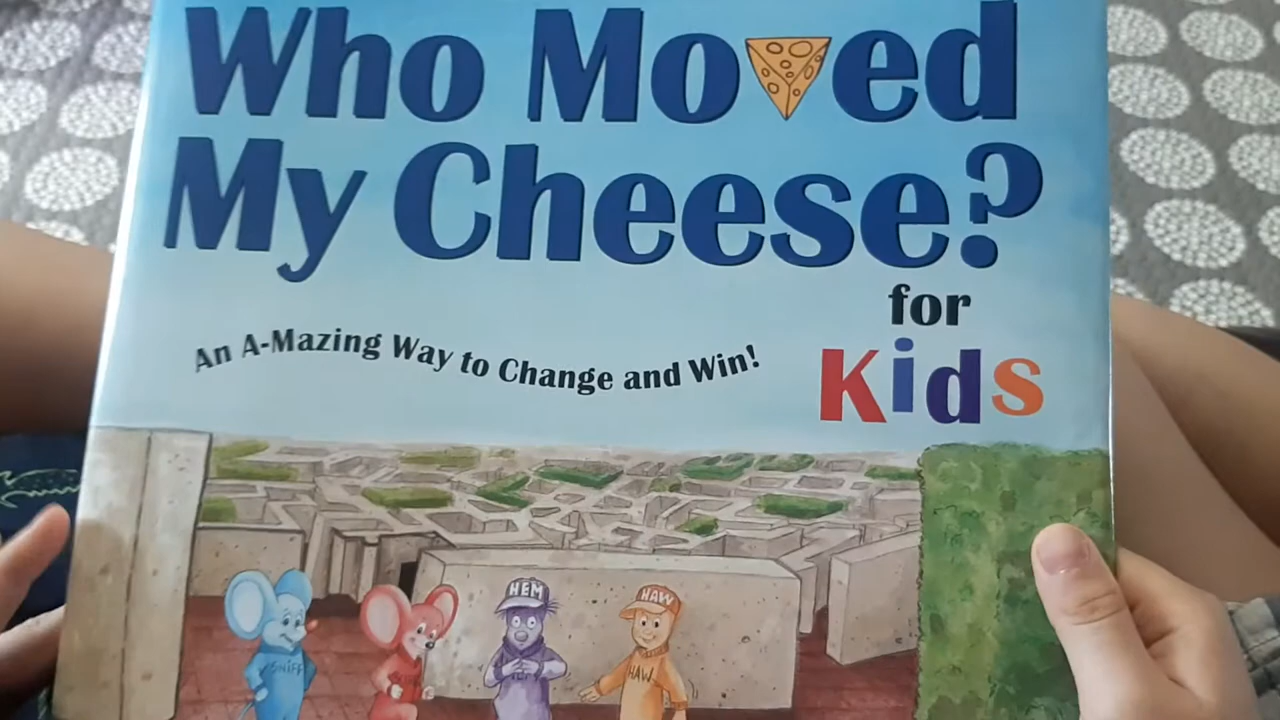 Who Moved
My Cheese?
for
Kids
An A-Mazing Way to Change and Win!
HEM
HAW
SNIFF
HAW